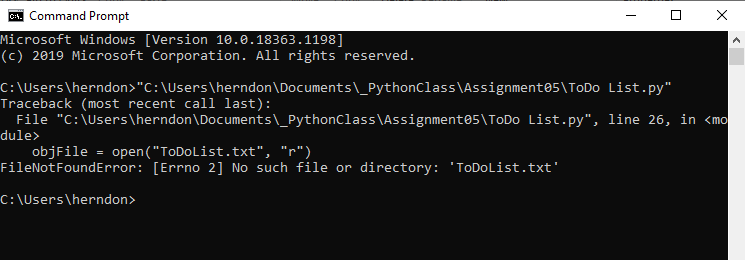 Command Prompt
Microsoft Windows [Version 10.0.18363.1198]
(c) 2019 Microsoft Corporation. All rights reserved.
C:\Users\herndon>"C:\Users\herndon\Documents\_PythonClass\Assignment05\ToDo List.py"
Traceback (most recent call last):
  File "C:\Users\herndon\Documents\_PythonClass\Assignment05\ToDo List.py", line 26, in <mo
dule>
    objFile = open("ToDoList.txt", "r")
FileNotFoundError: [Errno 2] No such file or directory: 'ToDoList.txt'
C:\Users\herndon>